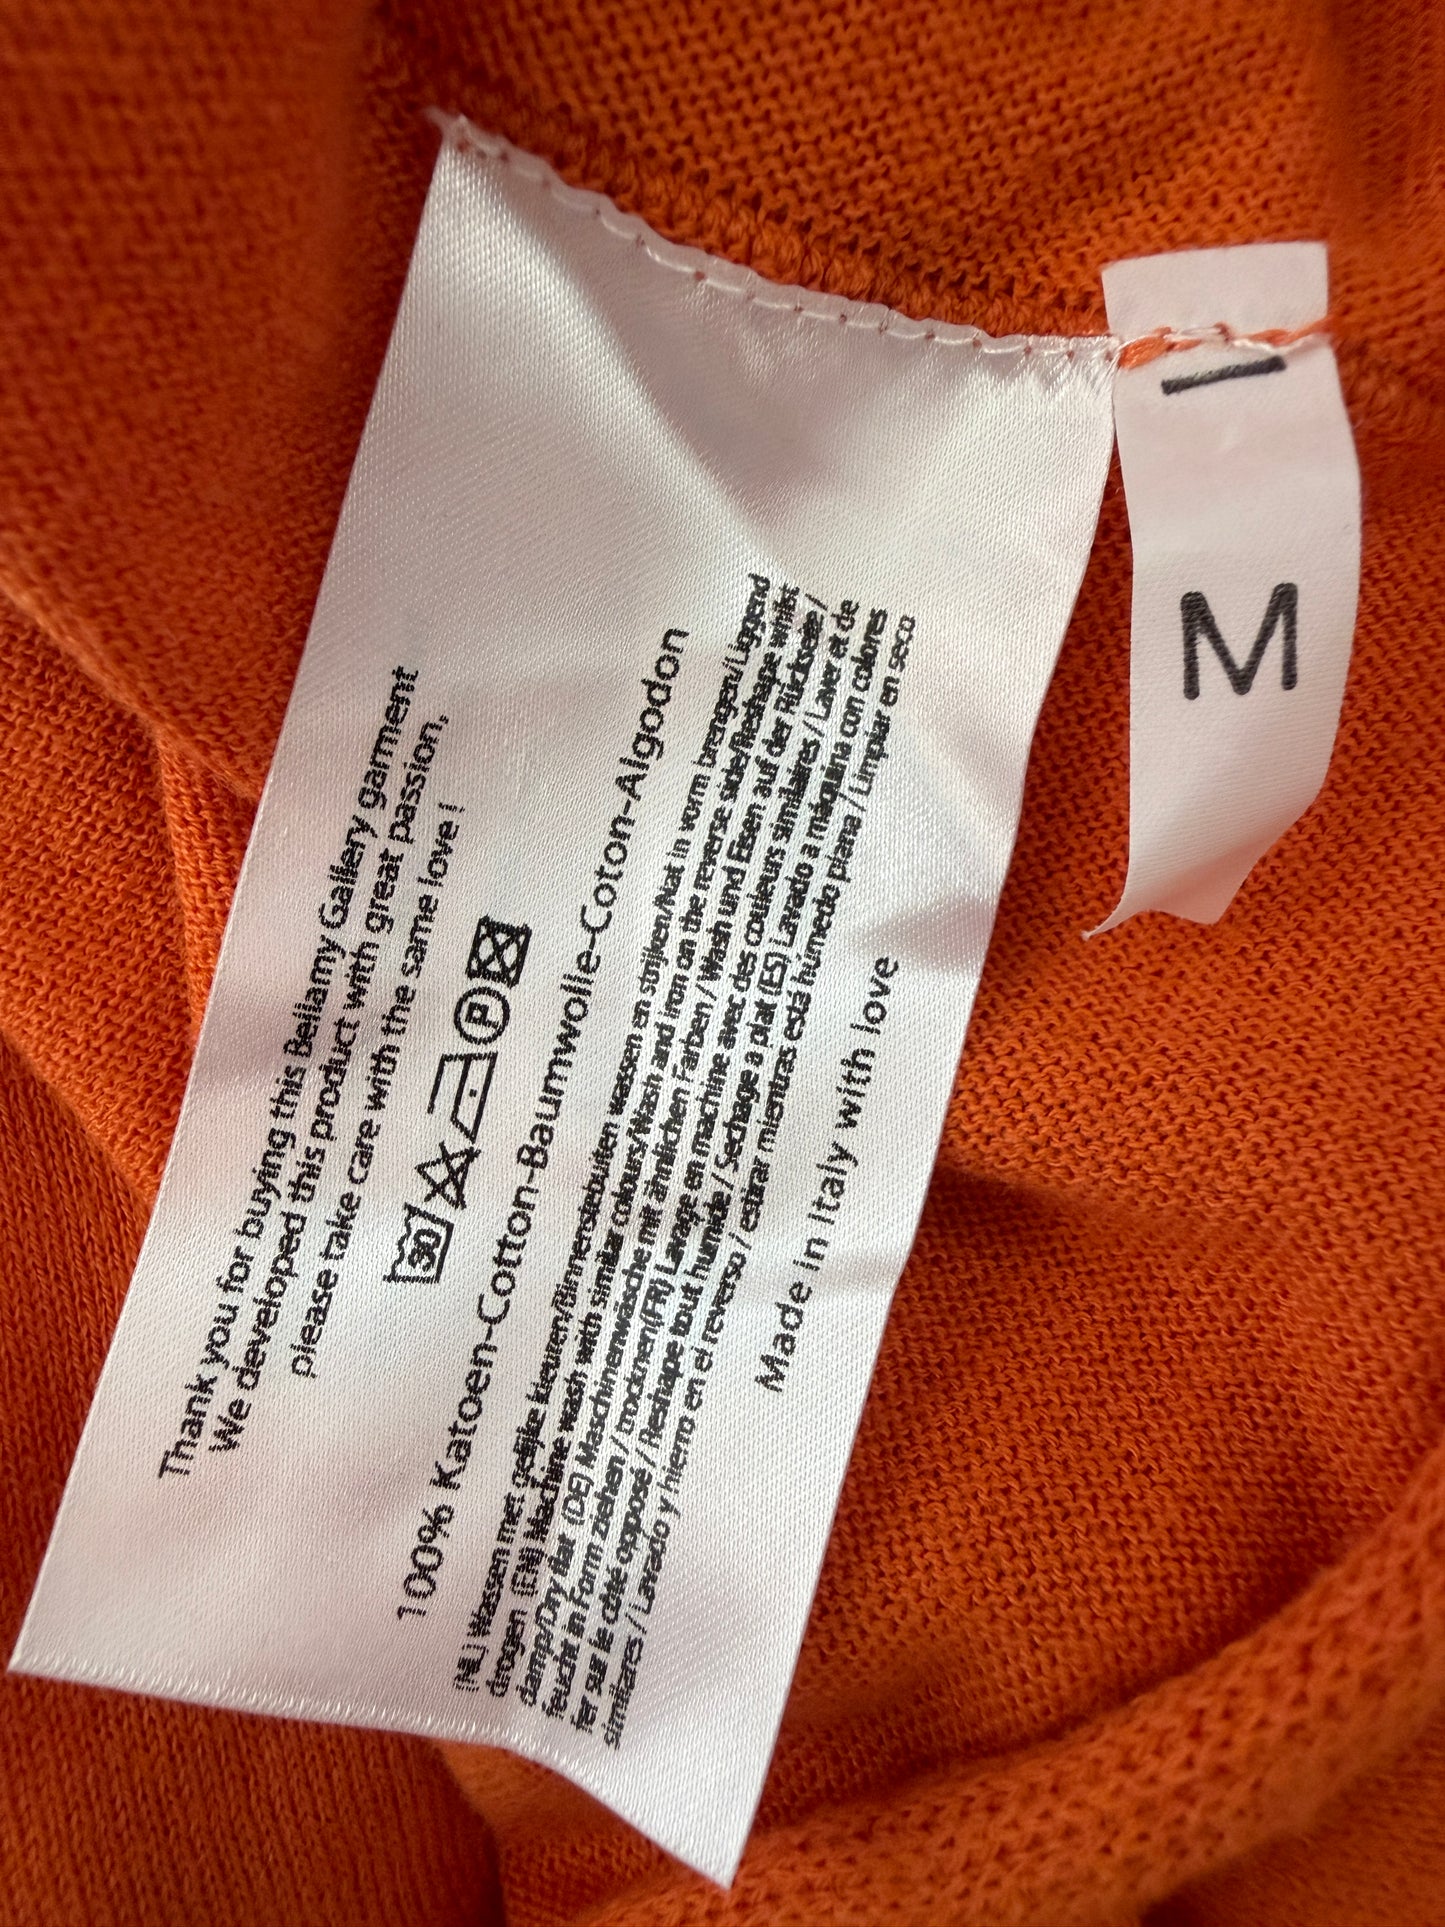 Thank you for buying this Bellamy Gallery garment
We developed this product with great passion,
please take care with the same love !
30 P
100% Katoen-Cotton-Baumwolle-Coton-Algodon
(NL) Wassen met gelijke kleuren/Binnenstebuiten wassen en strijken/Nat in vorm brengen/Liggend
drogen (EN) Machine wash with similar colours/Wash and iron on the reverse side/Reshape whilst
damp/Dry flat (DE) Maschinenwäsche mit ähnlichen Farben / Wash und Eisen auf der Rückseite /
feucht in Form ziehen / trocknen(FR) Lavage en machine avec des couleurs similaires / Laver et de
fer sur le côté opposé / Reshape tout humide / Sechage a plat (ES) Lavado a máquina con colores
similares / Lavado y hierro en el reverso / estirar mientras está húmedo plana / Limpiar en seco
Made in Italy with love
M